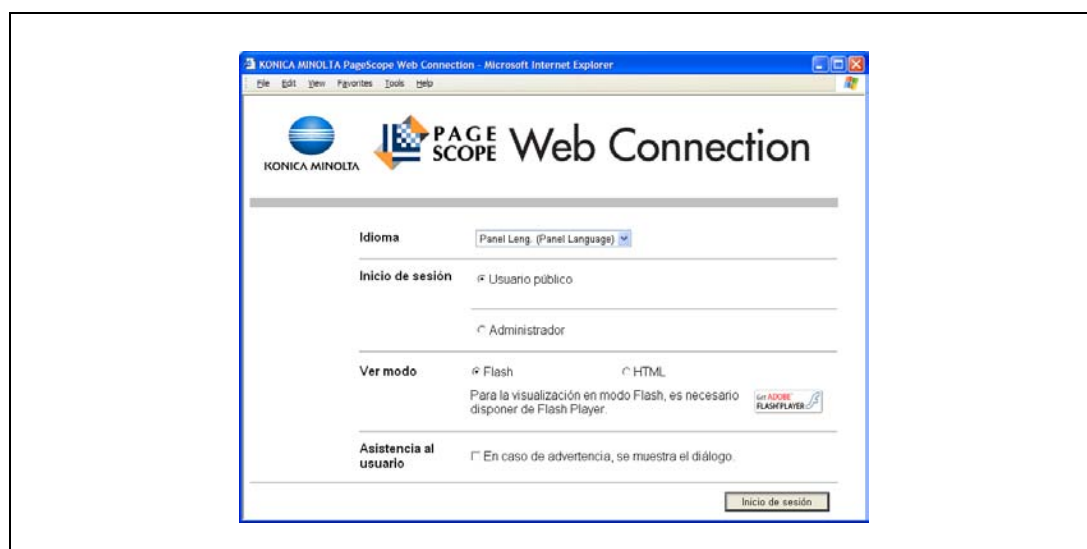 KONICA MINOLTA PageScope Web Connection - Microsoft Internet Explorer
File Edit View Favorites Tools Help
KONICA MINOLTA
PAGE SCOPE Web Connection
Idioma
Panel Leng. (Panel Language)
Inicio de sesión
Usuario público
Administrador
Ver modo
Flash HTML
Para la visualización en modo Flash, es necesario
disponer de Flash Player.
Get ADOBE
FLASH PLAYER
Asistencia al
usuario
En caso de advertencia, se muestra el diálogo.
Inicio de sesión